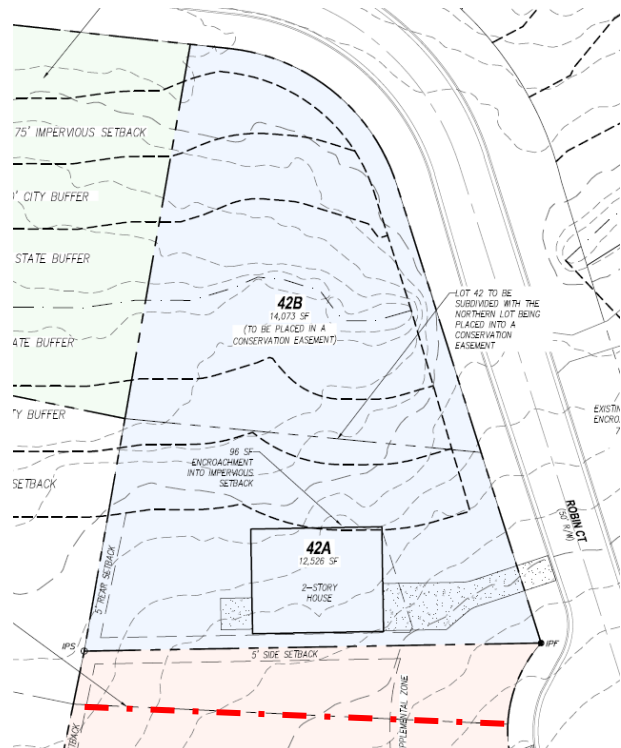 75' IMPERVIOUS SETBACK
' CITY BUFFER
STATE BUFFER
42B
14,073 SF
(TO BE PLACED IN A
CONSERVATION EASEMENT)
LOT 42 TO BE
SUBDIVIDED WITH THE
NORTHERN LOT BEING
PLACED INTO A
CONSERVATION
EASEMENT
ATE BUFFER
TY BUFFER
EXISTIN
ENCRO
7
96 SF
ENCROACHMENT
INTO IMPERVIOUS
SETBACK
SETBACK
ROBIN CT
(50' R/W)
42A
12,526 SF
2-STORY
HOUSE
5' REAR SETBACK
IPS
5' SIDE SETBACK
IPF
PPLEMENTAL ZONE
TBACK